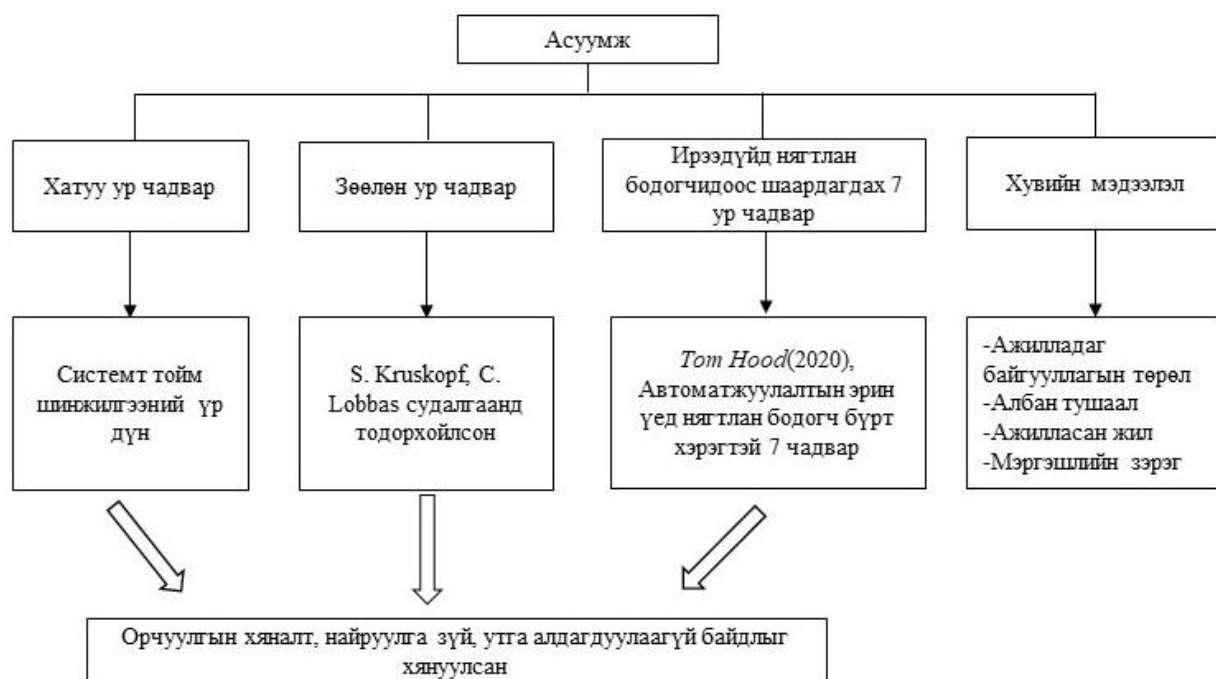 Асуумж
Хатуу ур чадвар
Зөөлөн ур чадвар
Ирээдүйд нягтлан
бодогчидоос шаардагдах 7
ур чадвар
Хувийн мэдээлэл
Системт тойм
шинжилгээний үр
дүн
S. Kruskopf, C.
Lobbas судалгаанд
тодорхойлсон
Tom Hood(2020),
Автоматжуулалтын эрин
үед нягтлан бодогч бүрт
хэрэгтэй 7 чадвар
-Ажилладаг
байгууллагын төрөл
-Албан тушаал
-Ажилласан жил
-Мэргэшлийн зэрэг
Орчуулгын хяналт, найруулга зүй, утга алдагдуулаагүй байдлыг
хянуулсан